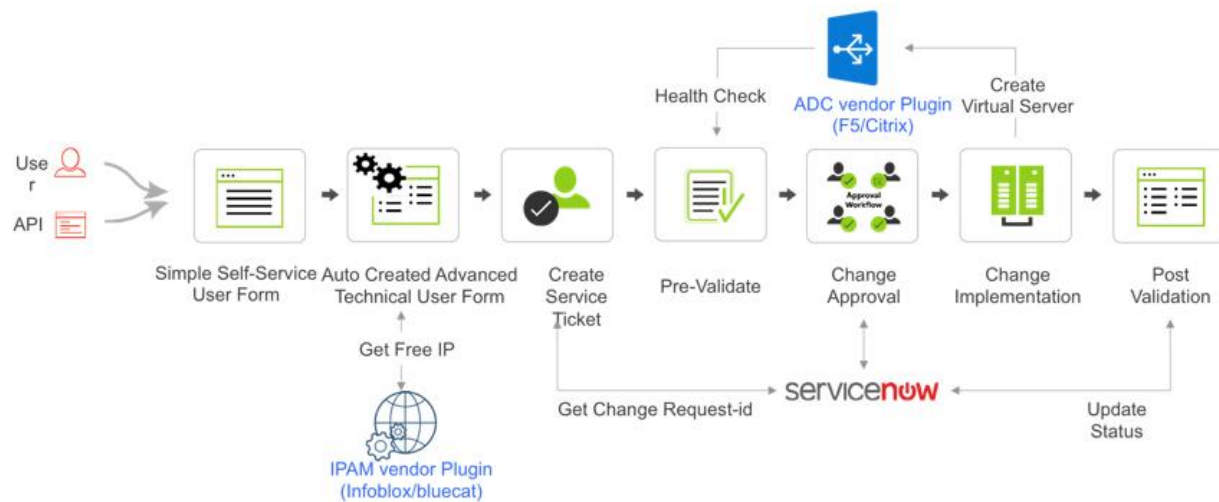 Health Check
ADC vendor Plugin
(F5/Citrix)
Create
Virtual Server
Use
r
API
Approval
Workflow
Simple Self-Service
User Form
Auto Created Advanced
Technical User Form
Create
Service
Ticket
Pre-Validate
Change
Approval
Change
Implementation
Post
Validation
Get Free IP
servicenow
Get Change Request-id
Update
Status
IPAM vendor Plugin
(Infoblox/bluecat)